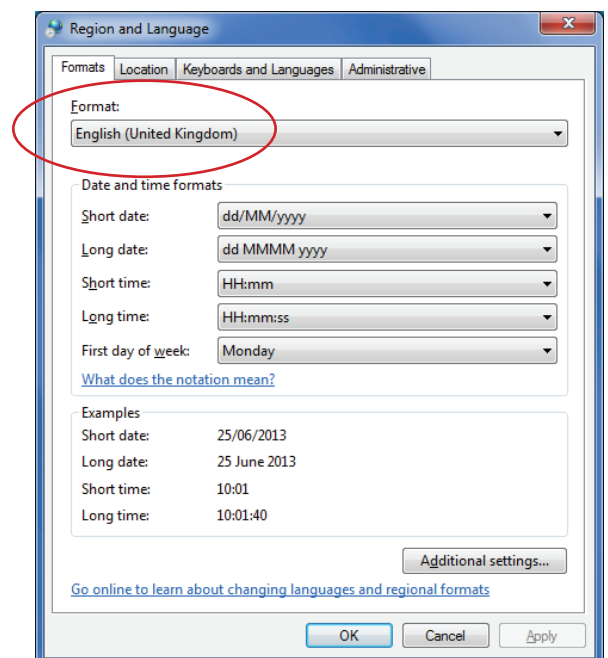 Region and Language
Formats Location Keyboards and Languages Administrative
Format:
English (United Kingdom)
Date and time formats
Short date: dd/MM/yyyy
Long date: dd MMMM yyyy
Short time: HH:mm
Long time: HH:mm:ss
First day of week: Monday
What does the notation mean?
Examples
Short date: 25/06/2013
Long date: 25 June 2013
Short time: 10:01
Long time: 10:01:40
Additional settings...
Go online to learn about changing languages and regional formats
OK Cancel Apply